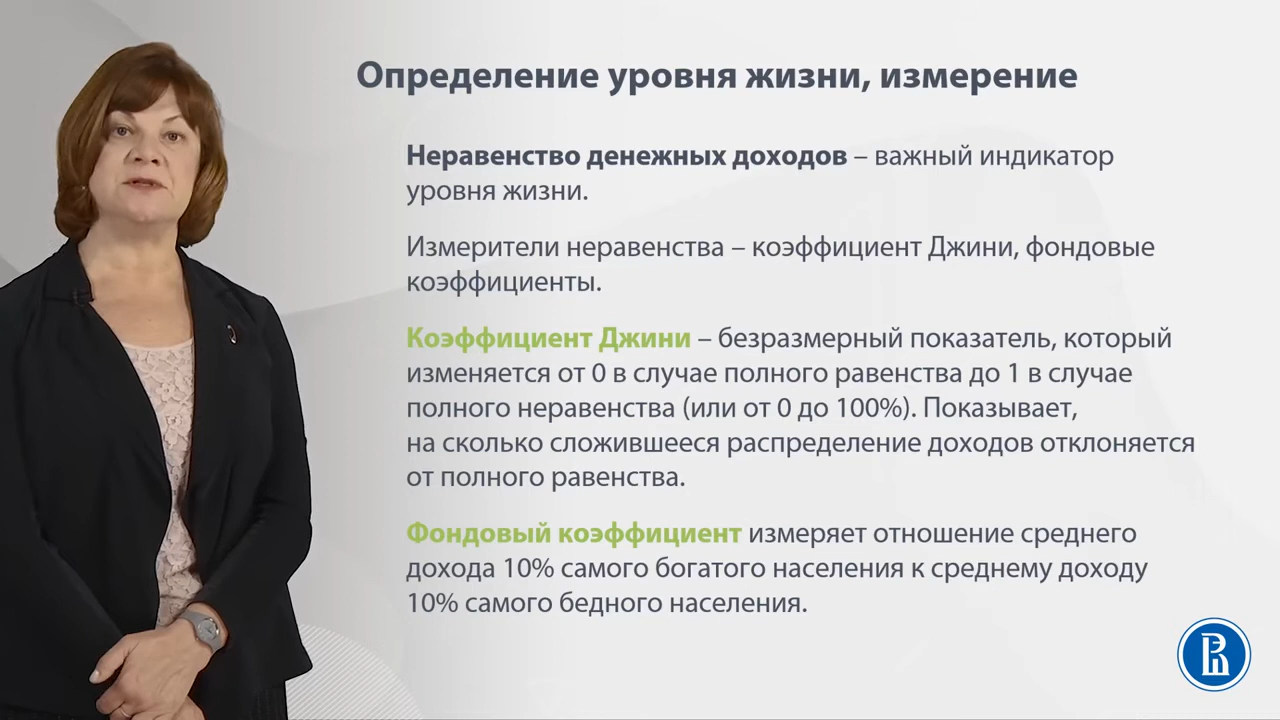 Определение уровня жизни, измерение
Неравенство денежных доходов – важный индикатор
уровня жизни.
Измерители неравенства – коэффициент Джини, фондовые
коэффициенты.
Коэффициент Джини – безразмерный показатель, который
изменяется от 0 в случае полного равенства до 1 в случае
полного неравенства (или от 0 до 100%). Показывает,
на сколько сложившееся распределение доходов отклоняется
от полного равенства.
Фондовый коэффициент измеряет отношение среднего
дохода 10% самого богатого населения к среднему доходу
10% самого бедного населения.